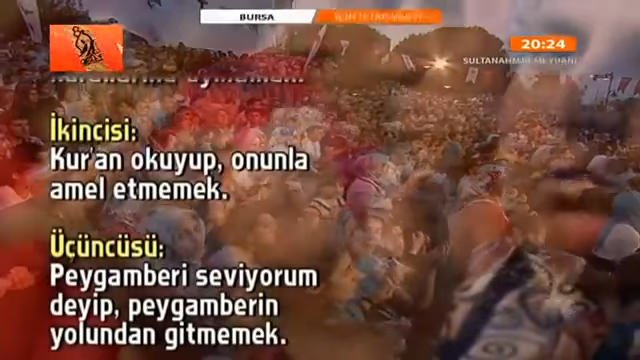 BURSA
20:24
SULTANAHMET MEYDANI
İkincisi:
Kur'an okuyup, onunla
amel etmemek.
Üçüncüsü:
Peygamberi seviyorum
deyip, peygamberin
yolundan gitmemek.